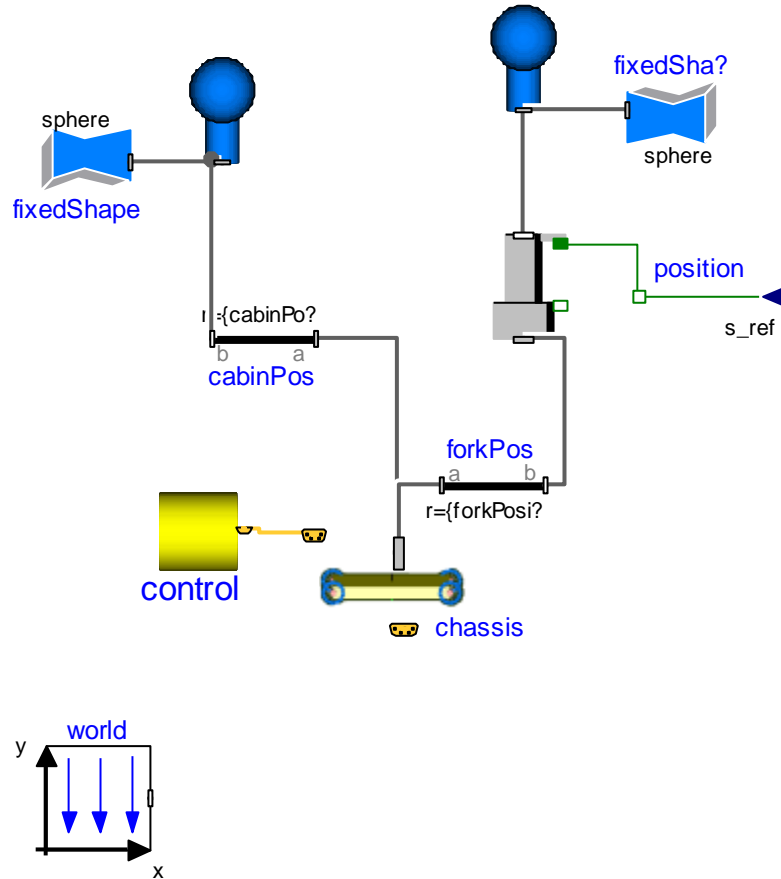 fixedSha?
sphere
sphere
fixedShape
position
s_ref
={cabinPo?
b
a
cabinPos
forkPos
a
b
r={forkPosi?
control
chassis
world
y
x